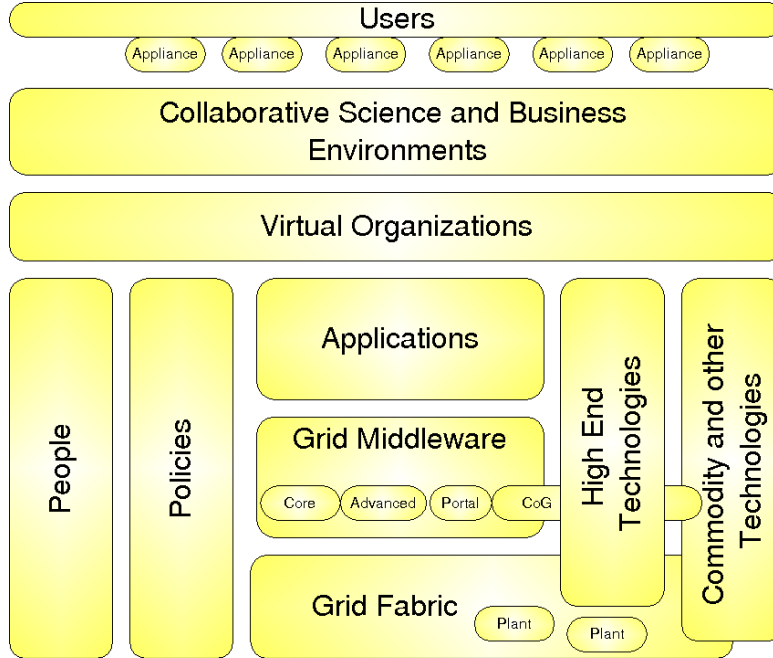 Users
Appliance
Appliance
Appliance
Appliance
Appliance
Appliance
Collaborative Science and Business
Environments
Virtual Organizations
People
Policies
Applications
Grid Middleware
Core
Advanced
Portal
CoG
High End
Technologies
Commodity and other
Technologies
Grid Fabric
Plant
Plant